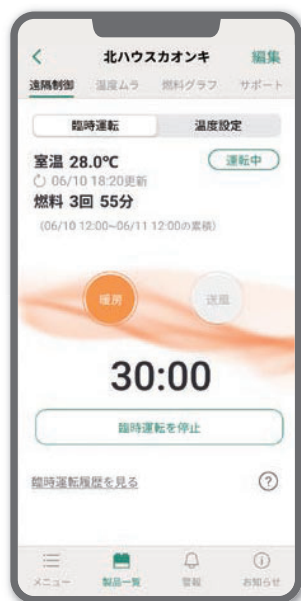 北ハウスカオンキ 編集
遠隔制御 温度ムラ 燃料グラフ サポート
臨時運転 温度設定
室温 28.0℃ 運転中
06/10 18:20更新
燃料 3回 55分
(06/10 12:00~06/11 12:00の累積)
暖房 送風
30:00
臨時運転を停止
臨時運転履歴を見る ?
メニュー 製品一覧 警報 お知らせ